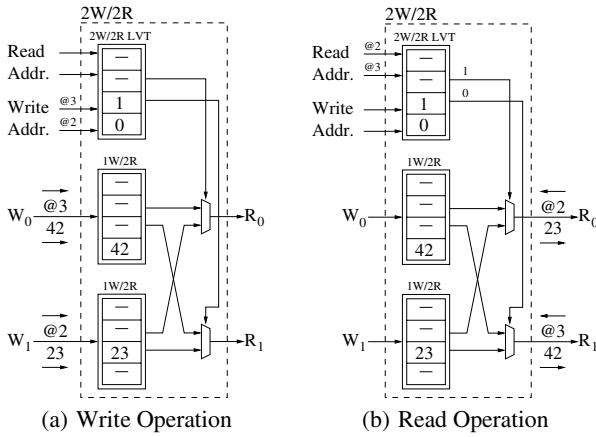 2W/2R
2W/2R LVT
Read
Addr.
Write @3
Addr. @2
—
—
1
0
1W/2R
W0 @3 42
—
—
—
42
R0
1W/2R
W1 @2 23
—
—
23
—
R1
(a) Write Operation
2W/2R
2W/2R LVT
Read @2
Addr. @3
Write
Addr.
—
—
1
0
1
0
1W/2R
W0
—
—
—
42
@2 23
R0
1W/2R
W1
—
—
23
—
@3 42
R1
(b) Read Operation